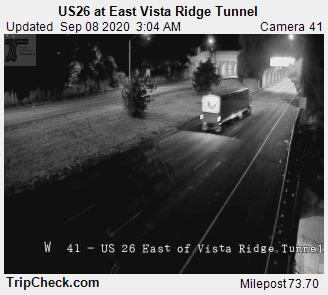 US26 at East Vista Ridge Tunnel
Updated Sep 08 2020 3:04 AM Camera 41
W 41 - US 26 East of Vista Ridge Tunnel
TripCheck.com Milepost 73.70